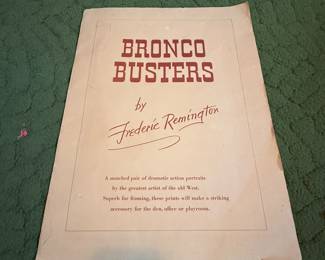 BRONCO
BUSTERS
by
Frederic Remington
A matched pair of dramatic action portraits
by the greatest artist of the old West.
Superb for framing, these prints will make a striking
accessory for the den, office or playroom.